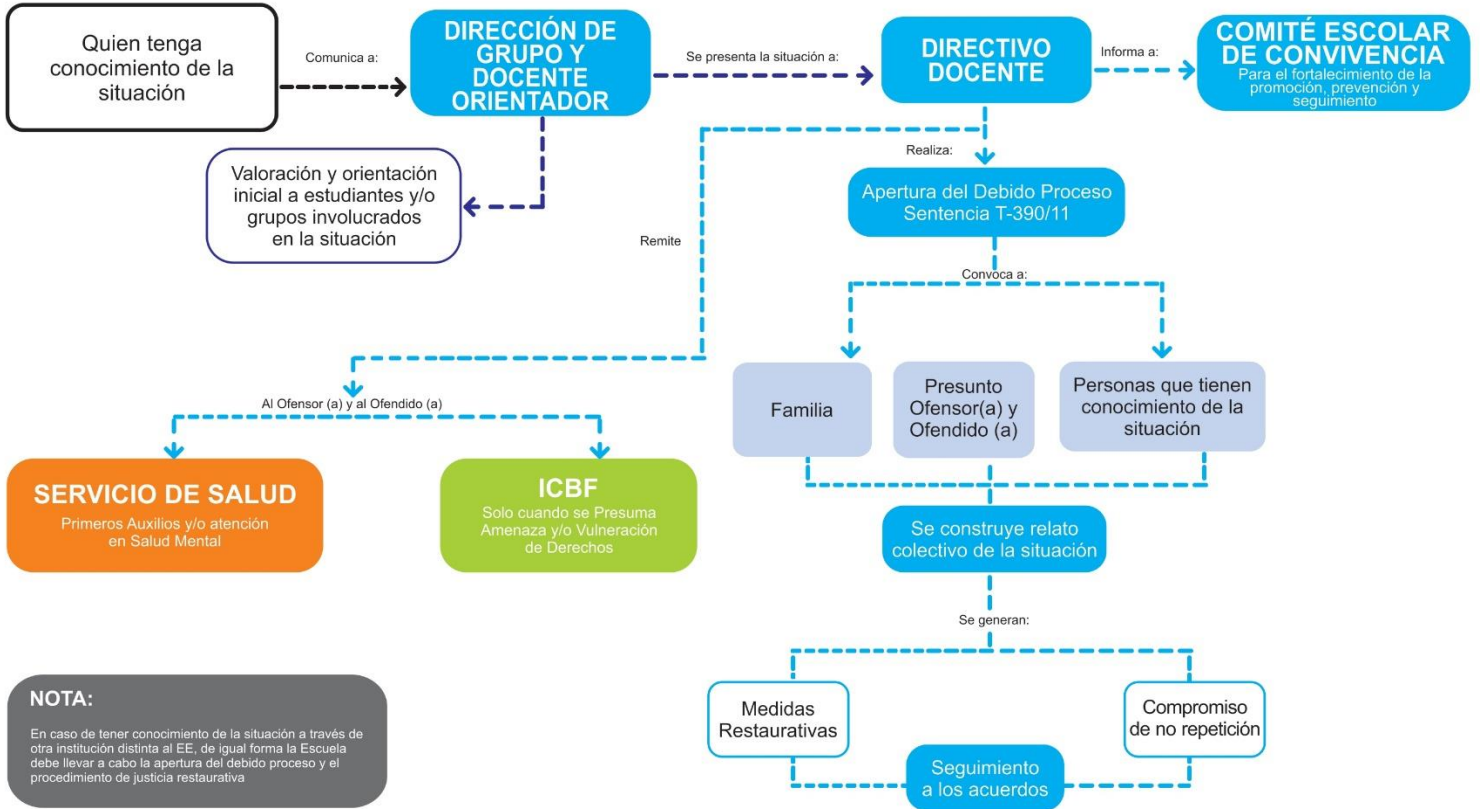 Quien tenga
conocimiento de la
situación
Comunica a:
DIRECCIÓN DE
GRUPO Y
DOCENTE
ORIENTADOR
Se presenta la situación a:
DIRECTIVO
DOCENTE
Informa a:
COMITÉ ESCOLAR
DE CONVIVENCIA
Para el fortalecimiento de la
promoción, prevención y
seguimiento
Valoración y orientación
inicial a estudiantes y/o
grupos involucrados
en la situación
Realiza:
Apertura del Debido Proceso
Sentencia T-390/11
Remite
Convoca a:
Familia
Presunto
Ofensor(a) y
Ofendido (a)
Personas que tienen
conocimiento de la
situación
Al Ofensor (a) y al Ofendido (a)
SERVICIO DE SALUD
Primeros Auxilios y/o atención
en Salud Mental
ICBF
Solo cuando se Presuma
Amenaza y/o Vulneración
de Derechos
Se construye relato
colectivo de la situación
Se generan:
Medidas
Restaurativas
Compromiso
de no repetición
Seguimiento
a los acuerdos
NOTA:
En caso de tener conocimiento de la situación a través de
otra institución distinta al EE, de igual forma la Escuela
debe llevar a cabo la apertura del debido proceso y el
procedimiento de justicia restaurativa